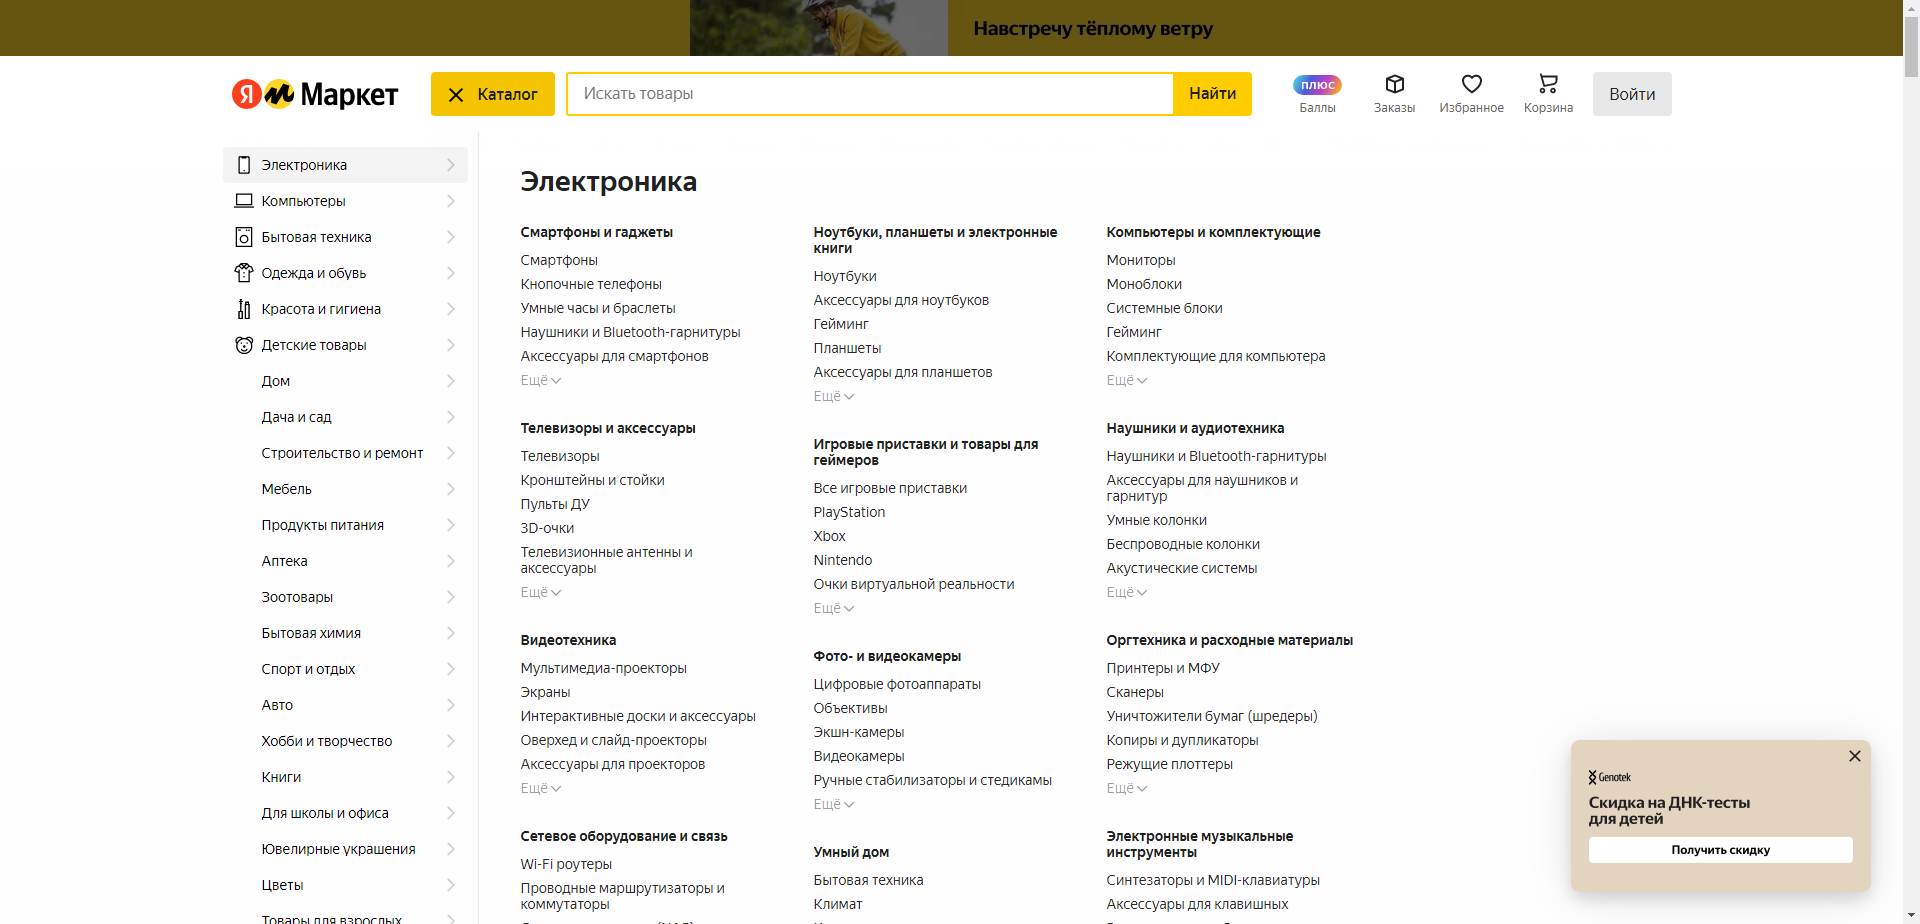 Навстречу тёплому ветру
Я М Маркет
Каталог
Искать товары
Найти
плюс
Баллы
Заказы
Избранное
Корзина
Войти
Электроника
Компьютеры
Бытовая техника
Одежда и обувь
Красота и гигиена
Детские товары
Дом
Дача и сад
Строительство и ремонт
Мебель
Продукты питания
Аптека
Зоотовары
Бытовая химия
Спорт и отдых
Авто
Хобби и творчество
Книги
Для школы и офиса
Ювелирные украшения
Цветы
Товары для взрослых
Электроника
Смартфоны и гаджеты
Смартфоны
Кнопочные телефоны
Умные часы и браслеты
Наушники и Bluetooth-гарнитуры
Аксессуары для смартфонов
Ещё
Телевизоры и аксессуары
Телевизоры
Кронштейны и стойки
Пульты ДУ
3D-очки
Телевизионные антенны и
аксессуары
Ещё
Видеотехника
Мультимедиа-проекторы
Экраны
Интерактивные доски и аксессуары
Оверхед и слайд-проекторы
Аксессуары для проекторов
Ещё
Сетевое оборудование и связь
Wi-Fi роутеры
Проводные маршрутизаторы и
коммутаторы
Ноутбуки, планшеты и электронные
книги
Ноутбуки
Аксессуары для ноутбуков
Гейминг
Планшеты
Аксессуары для планшетов
Ещё
Игровые приставки и товары для
геймеров
Все игровые приставки
PlayStation
Xbox
Nintendo
Очки виртуальной реальности
Ещё
Фото- и видеокамеры
Цифровые фотоаппараты
Объективы
Экшн-камеры
Видеокамеры
Ручные стабилизаторы и стедикамы
Ещё
Умный дом
Бытовая техника
Климат
Компьютеры и комплектующие
Мониторы
Моноблоки
Системные блоки
Гейминг
Комплектующие для компьютера
Ещё
Наушники и аудиотехника
Наушники и Bluetooth-гарнитуры
Аксессуары для наушников и
гарнитур
Умные колонки
Беспроводные колонки
Акустические системы
Ещё
Оргтехника и расходные материалы
Принтеры и МФУ
Сканеры
Уничтожители бумаг (шредеры)
Копиры и дупликаторы
Режущие плоттеры
Ещё
Электронные музыкальные
инструменты
Синтезаторы и MIDI-клавиатуры
Аксессуары для клавишных
Genotek
Скидка на ДНК-тесты
для детей
Получить скидку